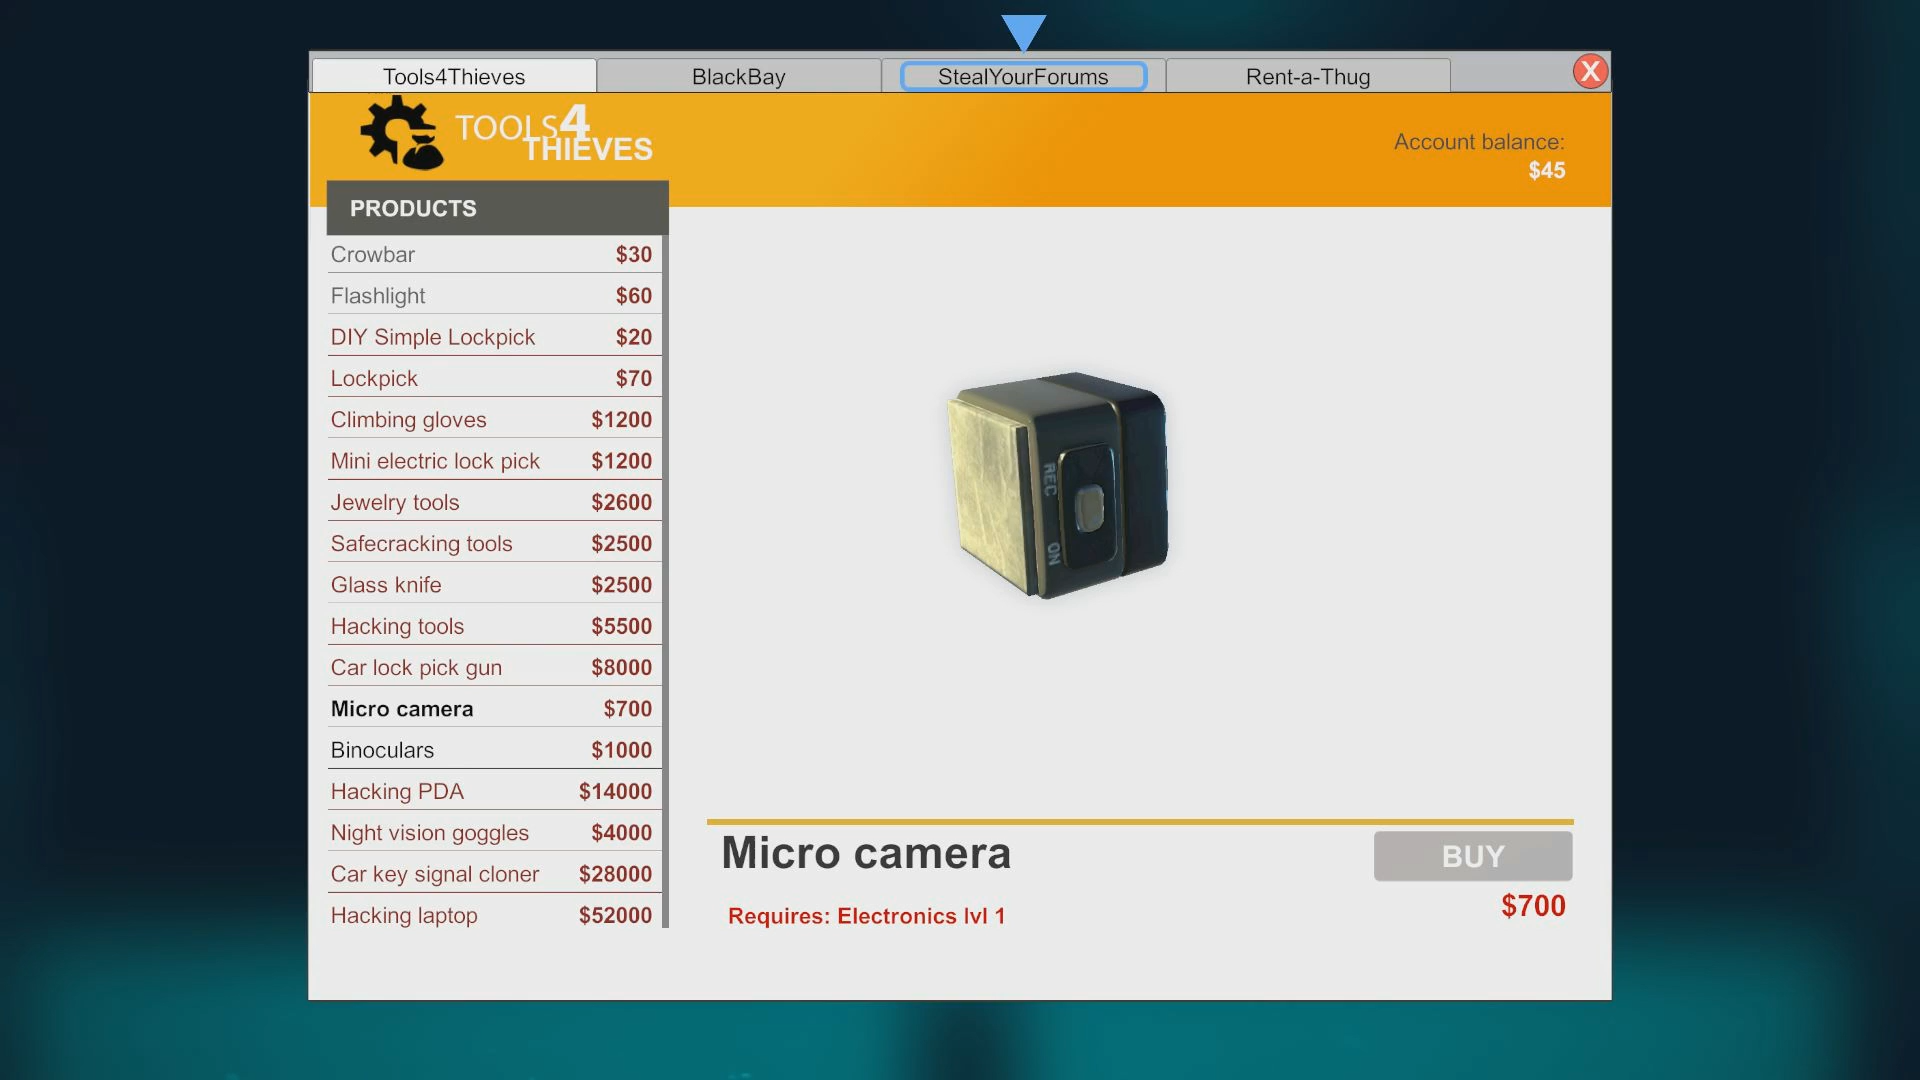 Tools4Thieves
BlackBay
StealYourForums
Rent-a-Thug
X
TOOLS4
THIEVES
Account balance:
$45
PRODUCTS
Crowbar $30
Flashlight $60
DIY Simple Lockpick $20
Lockpick $70
Climbing gloves $1200
Mini electric lock pick $1200
Jewelry tools $2600
Safecracking tools $2500
Glass knife $2500
Hacking tools $5500
Car lock pick gun $8000
Micro camera $700
Binoculars $1000
Hacking PDA $14000
Night vision goggles $4000
Car key signal cloner $28000
Hacking laptop $52000
REC
ON
Micro camera
BUY
Requires: Electronics lvl 1
$700